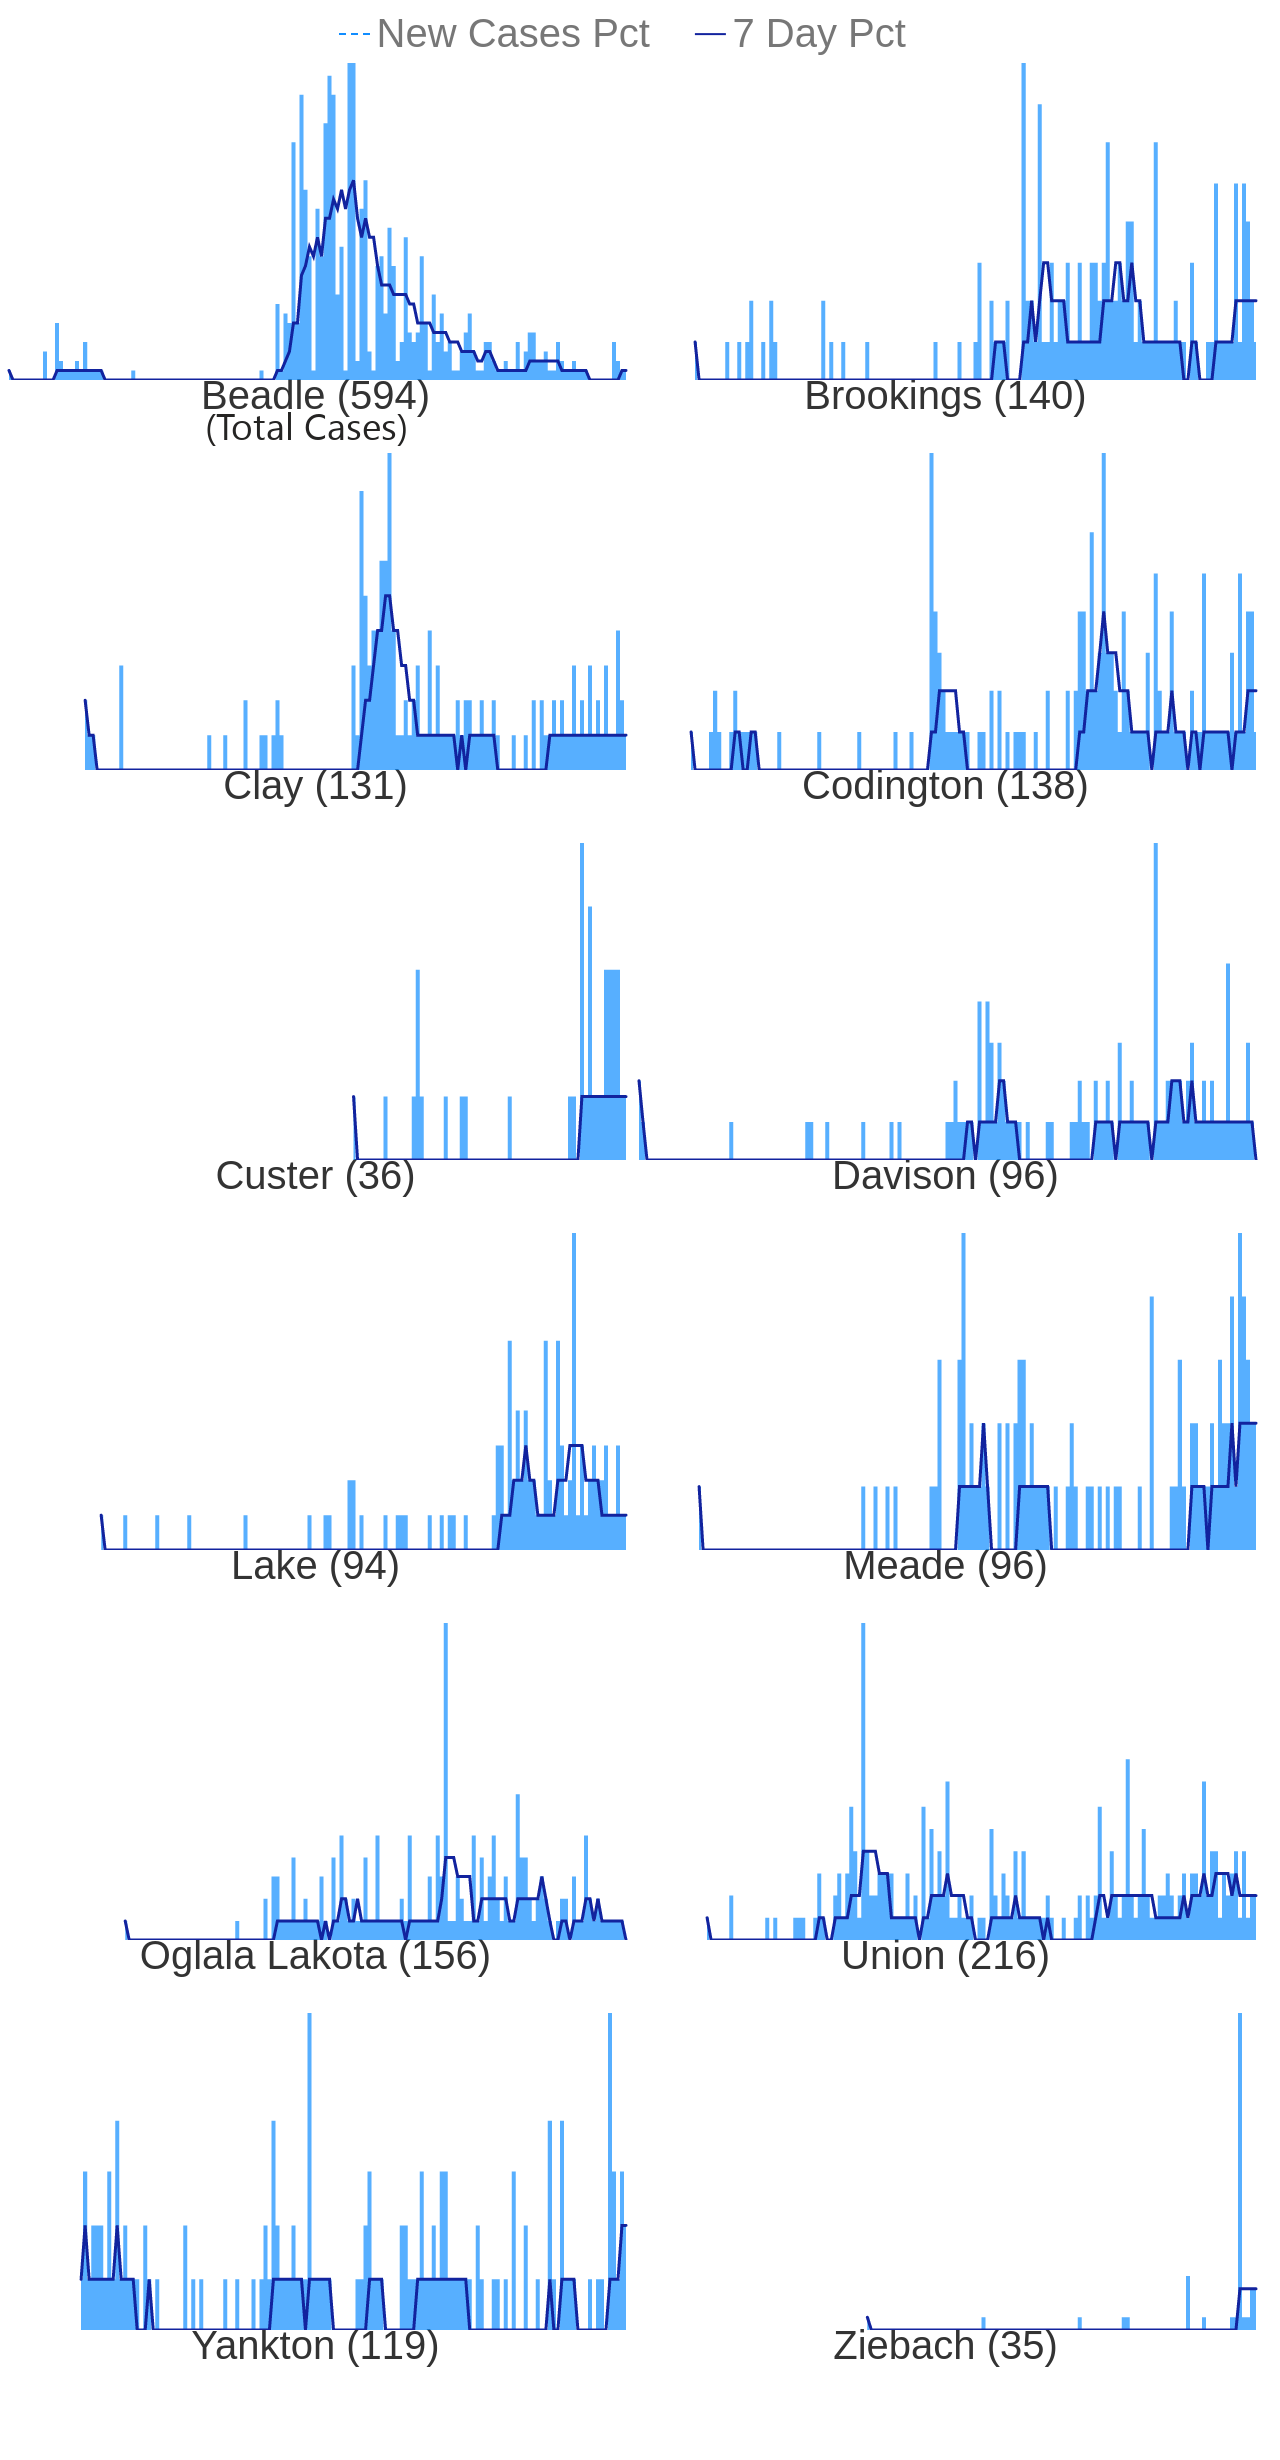 New Cases Pct 7 Day Pct
Beadle (594) Brookings (140)
(Total Cases)
Clay (131) Codington (138)
Custer (36) Davison (96)
Lake (94) Meade (96)
Oglala Lakota (156) Union (216)
Yankton (119) Ziebach (35)